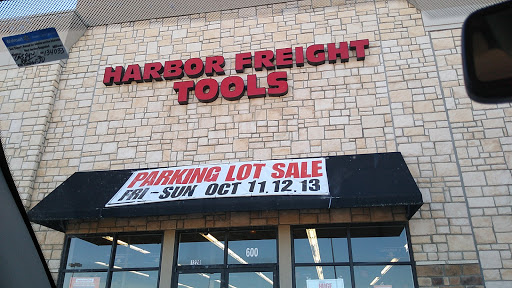 HARBOR FREIGHT
TOOLS
PARKING LOT SALE
FRI-SUN OCT 11, 12, 13
600